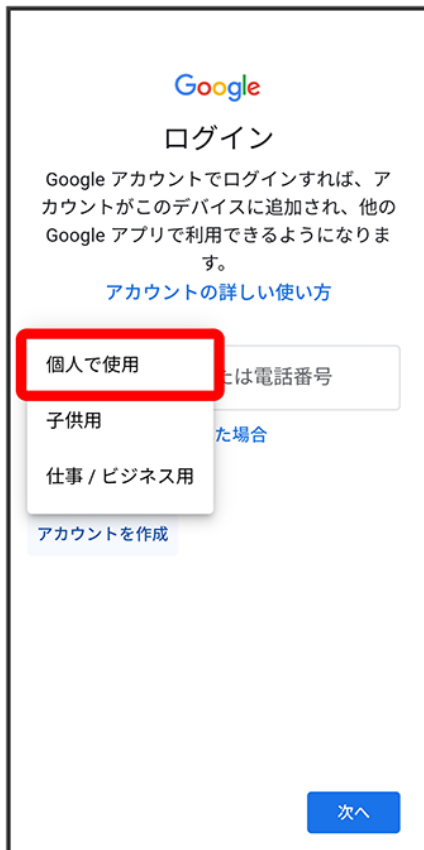 Google
ログイン
Google アカウントでログインすれば、ア
カウントがこのデバイスに追加され、他の
Google アプリで利用できるようになりま
す。
アカウントの詳しい使い方
個人で使用
は電話番号
子供用
た場合
仕事 / ビジネス用
アカウントを作成
次へ